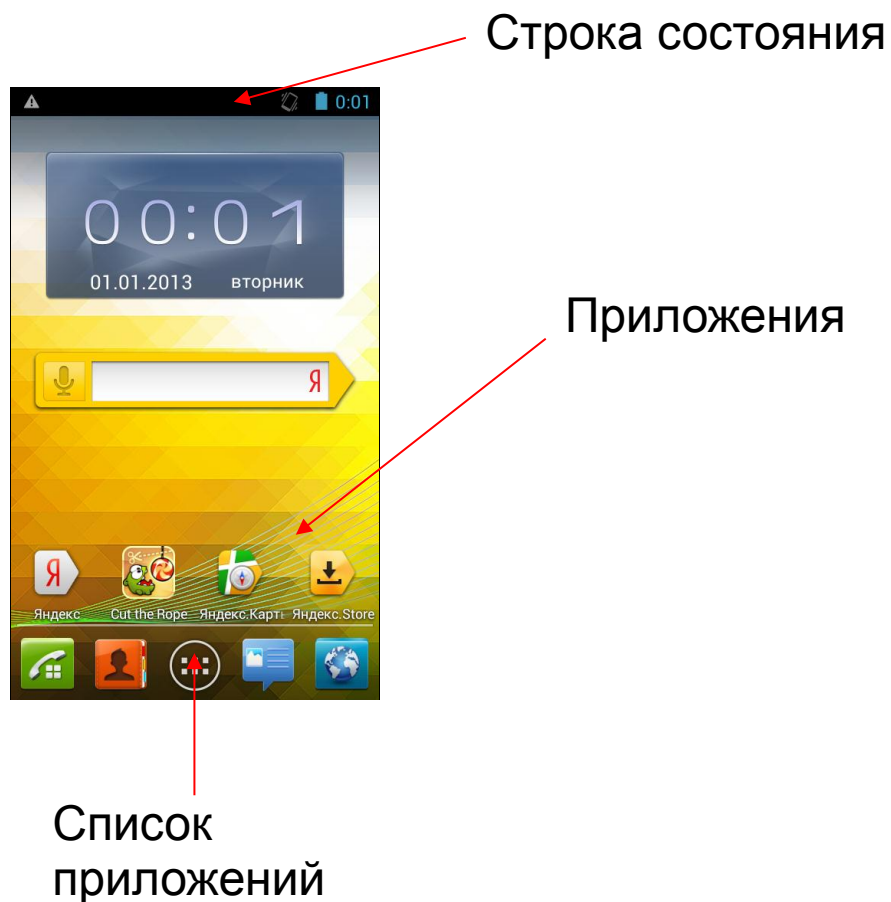 Строка состояния
0:01
00:01
01.01.2013 вторник
Приложения
Я
Я
Яндекс Cut the Rope Яндекс.Карты Яндекс.Store
Список
приложений